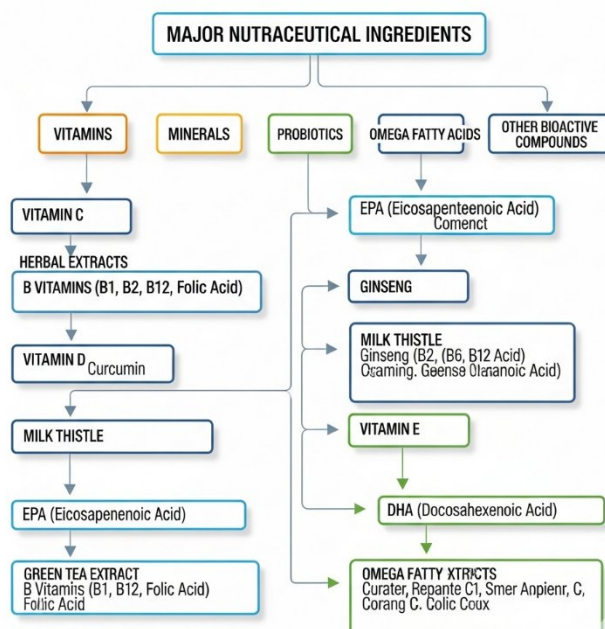 MAJOR NUTRACEUTICAL INGREDIENTS
VITAMINS
MINERALS
PROBIOTICS
OMEGA FATTY ACIDS
OTHER BIOACTIVE
COMPOUNDS
VITAMIN C
HERBAL EXTRACTS
B VITAMINS (B1, B2, B12, Folic Acid)
VITAMIN D Curcumin
MILK THISTLE
EPA (Eicosapenenoic Acid)
GREEN TEA EXTRACT
B Vitamins (B1, B12, Folic Acid)
Follic Acid
EPA (Eicosapenteenoic Acid)
Comenct
GINSENG
MILK THISTLE
Ginseng (B2, (B6, B12 Acid)
Acid)
VITAMIN E
DHA (Docosahexenoic Acid)
OMEGA FATTY
Curater, Repante C1, Smer Anpienr, C,
Corang C. Colic Coux